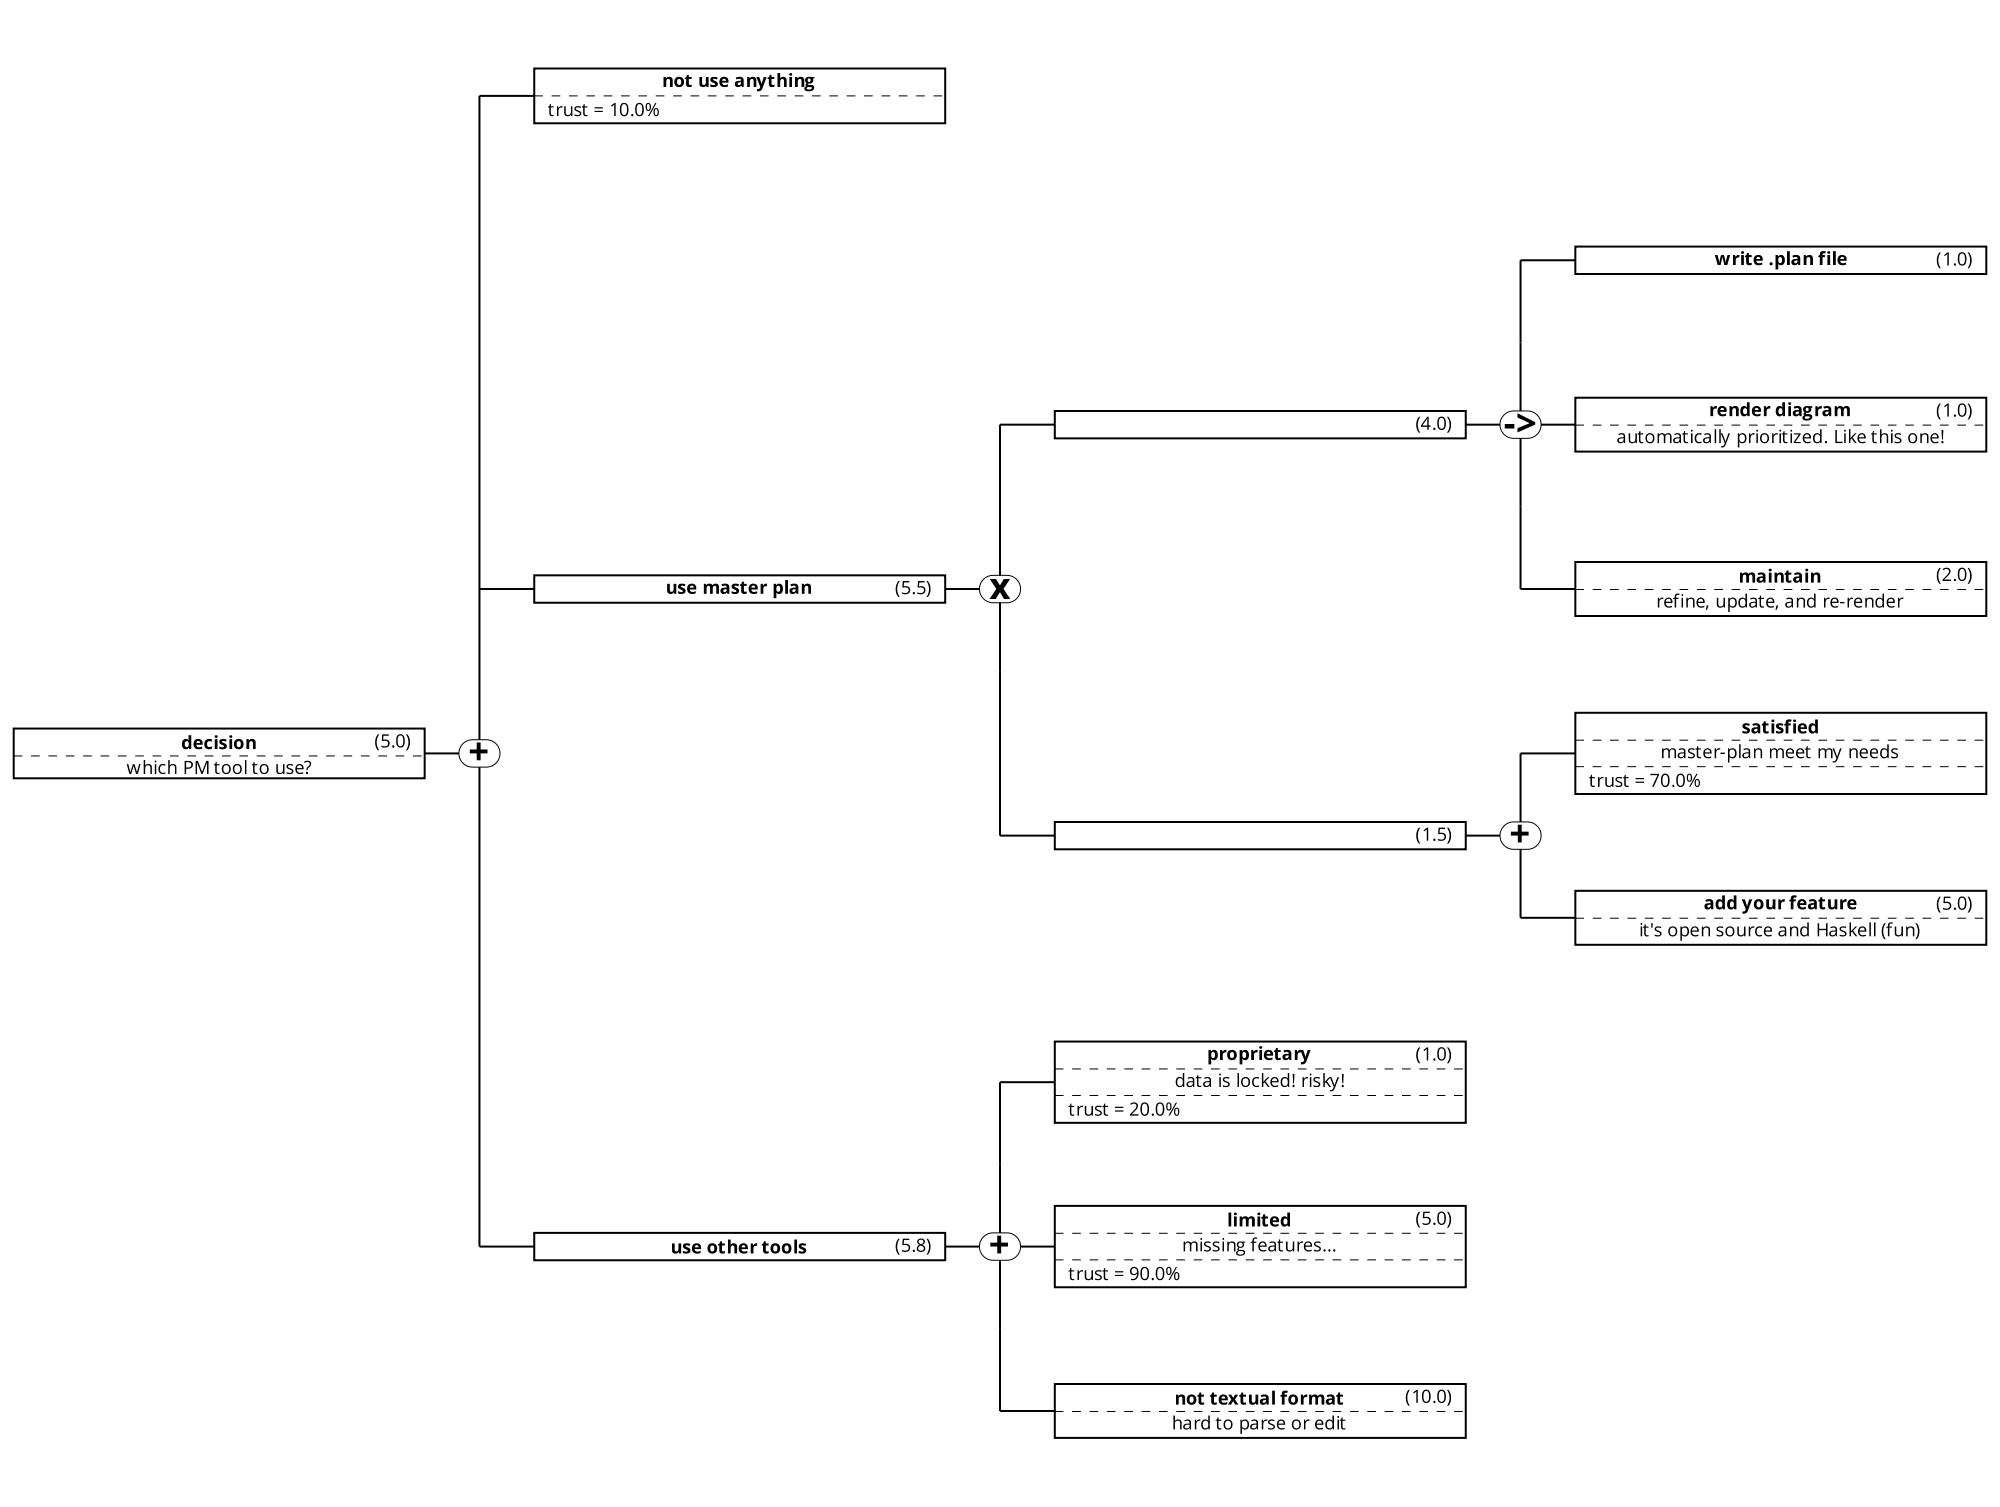 not use anything
trust = 10.0%
write .plan file (1.0)
render diagram (1.0)
automatically prioritized. Like this one!
(4.0)
->
maintain (2.0)
refine, update, and re-render
use master plan (5.5)
x
decision (5.0)
which PM tool to use?
+
satisfied
master-plan meet my needs
trust = 70.0%
(1.5)
+
add your feature (5.0)
it's open source and Haskell (fun)
proprietary (1.0)
data is locked! risky!
trust = 20.0%
use other tools (5.8)
+
limited (5.0)
missing features...
trust = 90.0%
not textual format (10.0)
hard to parse or edit